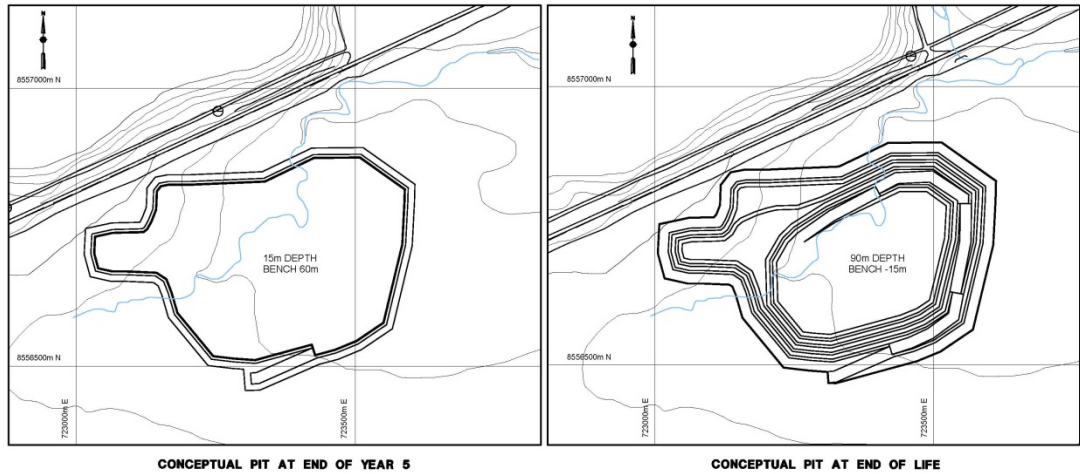 N
8557000m N
15m DEPTH
BENCH 60m
8556500m N
723000m E
723500m E
CONCEPTUAL PIT AT END OF YEAR 5
N
8557000m N
90m DEPTH
BENCH -15m
8556500m N
723000m E
723500m E
CONCEPTUAL PIT AT END OF LIFE